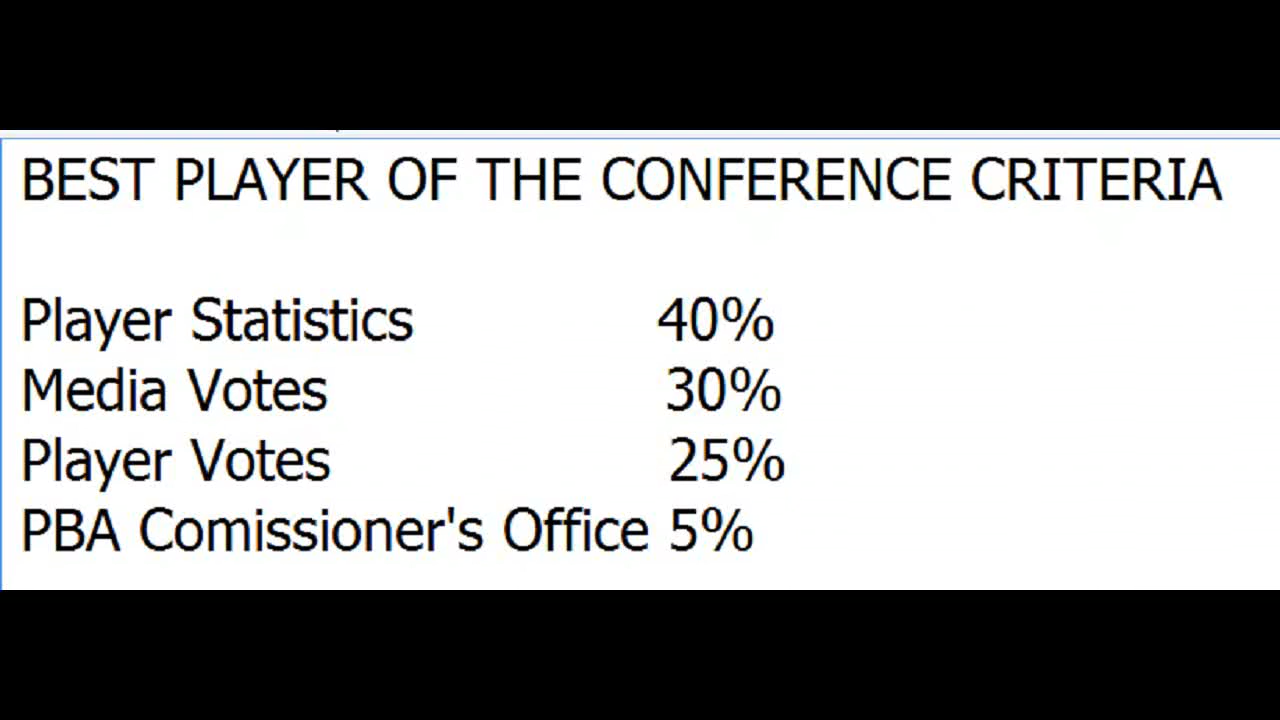 BEST PLAYER OF THE CONFERENCE CRITERIA
Player Statistics 40%
Media Votes 30%
Player Votes 25%
PBA Comissioner's Office 5%